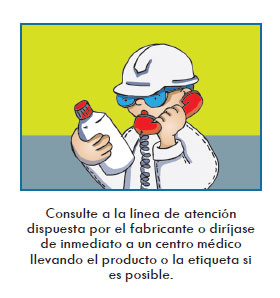 Consulte a la línea de atención
dispuesta por el fabricante o diríjase
de inmediato a un centro médico
llevando el producto o la etiqueta si
es posible.